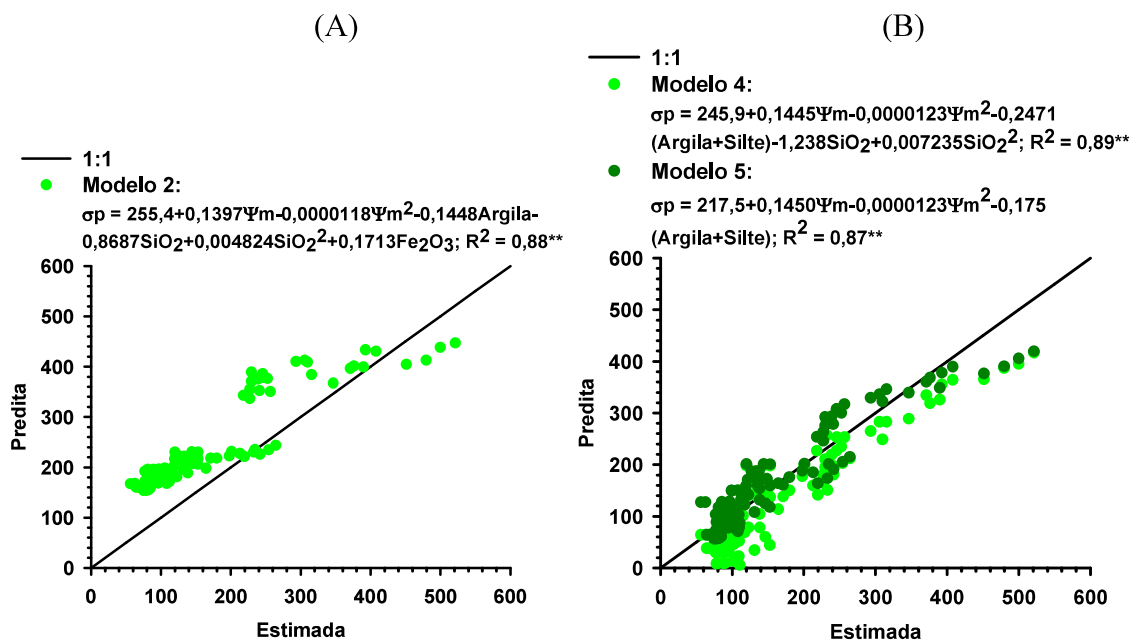 (A)
1:1
Modelo 2:
σp = 255,4+0,1397Ψm-0,0000118Ψm²-0,1448Argila-
0,8687SiO₂+0,004824SiO₂²+0,1713Fe₂O₃; R² = 0,88**
600
500
400
300
200
100
0
Predita
0 100 200 300 400 500 600
Estimada
(B)
1:1
Modelo 4:
σp = 245,9+0,1445Ψm-0,0000123Ψm²-0,2471
(Argila+Silte)-1,238SiO₂+0,007235SiO₂²; R² = 0,89**
Modelo 5:
σp = 217,5+0,1450Ψm-0,0000123Ψm²-0,175
(Argila+Silte); R² = 0,87**
600
500
400
300
200
100
0
Predita
0 100 200 300 400 500 600
Estimada